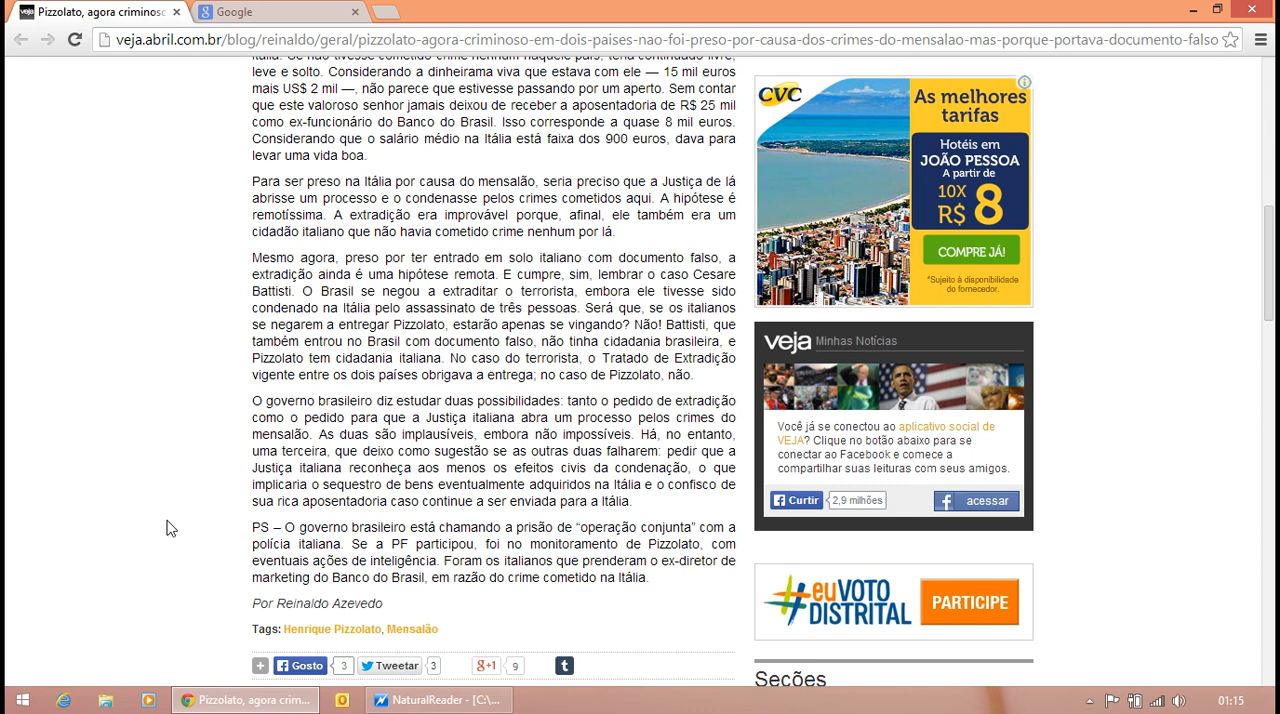 Pizzolato, agora criminoso
Google
veja.abril.com.br/blog/reinaldo/geral/pizzolato-agora-criminoso-em-dois-paises-nao-foi-preso-por-causa-dos-crimes-do-mensalao-mas-porque-portava-documento-falso
Itália. Se não tivesse cometido crime nenhum naquele país, teria continuado livre,
leve e solto. Considerando a dinheirama viva que estava com ele — 15 mil euros
mais US$ 2 mil —, não parece que estivesse passando por um aperto. Sem contar
que este valoroso senhor jamais deixou de receber a aposentadoria de R$ 25 mil
como ex-funcionário do Banco do Brasil. Isso corresponde a quase 8 mil euros.
Considerando que o salário médio na Itália está faixa dos 900 euros, dava para
levar uma vida boa.
Para ser preso na Itália por causa do mensalão, seria preciso que a Justiça de lá
abrisse um processo e o condenasse pelos crimes cometidos aqui. A hipótese é
remotíssima. A extradição era improvável porque, afinal, ele também era um
cidadão italiano que não havia cometido crime nenhum por lá.
Mesmo agora, preso por ter entrado em solo italiano com documento falso, a
extradição ainda é uma hipótese remota. E cumpre, sim, lembrar o caso Cesare
Battisti. O Brasil se negou a extraditar o terrorista, embora ele tivesse sido
condenado na Itália pelo assassinato de três pessoas. Será que, se os italianos
se negarem a entregar Pizzolato, estarão apenas se vingando? Não! Battisti, que
também entrou no Brasil com documento falso, não tinha cidadania brasileira, e
Pizzolato tem cidadania italiana. No caso do terrorista, o Tratado de Extradição
vigente entre os dois países obrigava a entrega; no caso de Pizzolato, não.
O governo brasileiro diz estudar duas possibilidades: tanto o pedido de extradição
como o pedido para que a Justiça italiana abra um processo pelos crimes do
mensalão. As duas são implausíveis, embora não impossíveis. Há, no entanto,
uma terceira, que deixo como sugestão se as outras duas falharem: pedir que a
Justiça italiana reconheça ao menos os efeitos civis da condenação, o que
implicaria o sequestro de bens eventualmente adquiridos na Itália e o confisco de
sua rica aposentadoria caso continue a ser enviada para a Itália.
PS – O governo brasileiro está chamando a prisão de “operação conjunta” com a
polícia italiana. Se a PF participou, foi no monitoramento de Pizzolato, com
eventuais ações de inteligência. Foram os italianos que prenderam o ex-diretor de
marketing do Banco do Brasil, em razão do crime cometido na Itália.
Por Reinaldo Azevedo
Tags: Henrique Pizzolato, Mensalão
Gosto 3 Tweetar 3 g+1 9 t
CVC
As melhores
tarifas
Hotéis em
JOÃO PESSOA
A partir de
10X
R$ 8
COMPRE JÁ!
*Sujeito à disponibilidade
do fornecedor.
veja Minhas Notícias
Você já se conectou ao aplicativo social de
VEJA? Clique no botão abaixo para se
conectar ao Facebook e comece a
compartilhar suas leituras com seus amigos.
Curtir 2,9 milhões acessar
#euVOTO
DISTRITAL
PARTICIPE
Seções
Pizzolato, agora crim...
NaturalReader - [C:\...
01:15